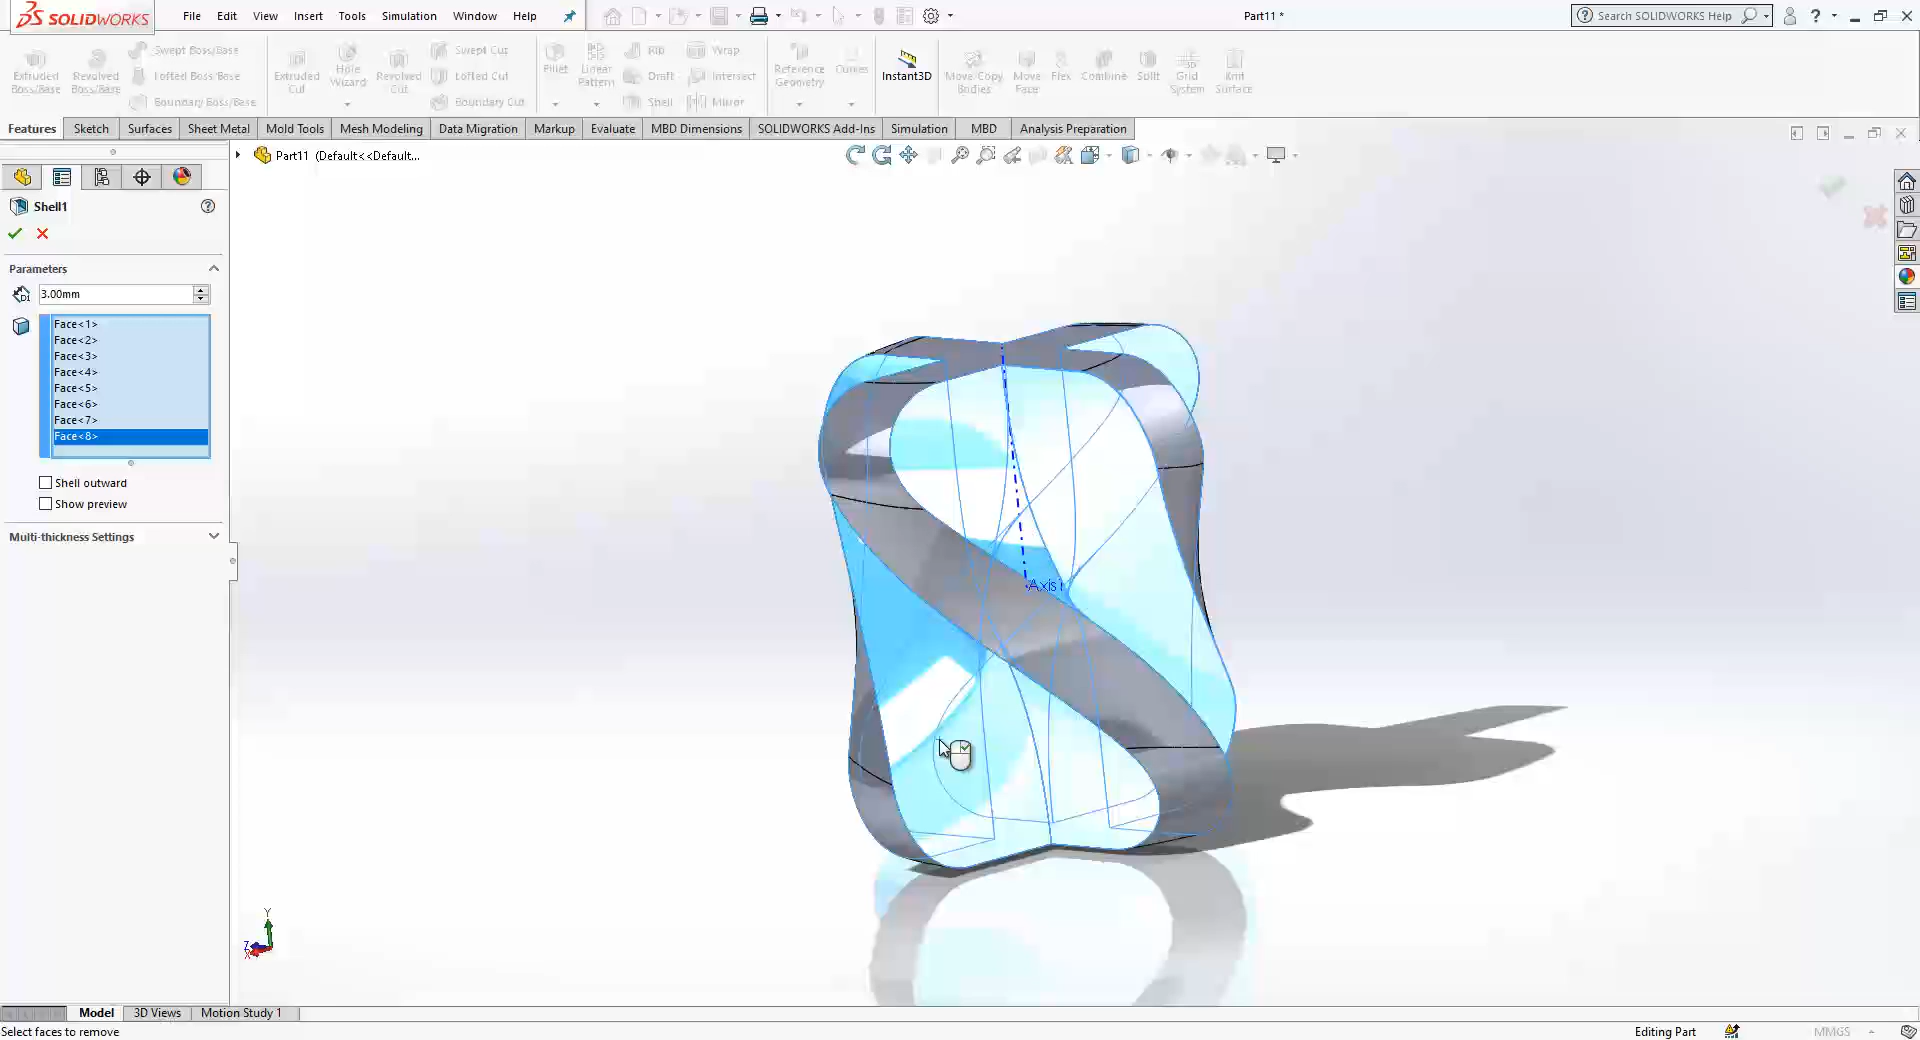 SOLIDWORKS
File Edit View Insert Tools Simulation Window Help
Part11 *
Search SOLIDWORKS Help
Extruded Boss/Base
Revolved Boss/Base
Swept Boss/Base
Lofted Boss/Base
Boundary Boss/Base
Extruded Cut
Hole Wizard
Revolved Cut
Swept Cut
Lofted Cut
Boundary Cut
Fillet
Linear Pattern
Rib
Draft
Shell
Wrap
Intersect
Mirror
Reference Geometry
Curves
Instant3D
Move/Copy Bodies
Move Face
Flex
Combine
Split
3D Grid System
Knit Surface
Features Sketch Surfaces Sheet Metal Mold Tools Mesh Modeling Data Migration Markup Evaluate MBD Dimensions SOLIDWORKS Add-Ins Simulation MBD Analysis Preparation
Part11 (Default<<Default...
Shell1
Parameters
D1
3.00mm
Face<1>
Face<2>
Face<3>
Face<4>
Face<5>
Face<6>
Face<7>
Face<8>
Shell outward
Show preview
Multi-thickness Settings
Axis1
Y
Z
X
Model 3D Views Motion Study 1
Select faces to remove
Editing Part
MMGS